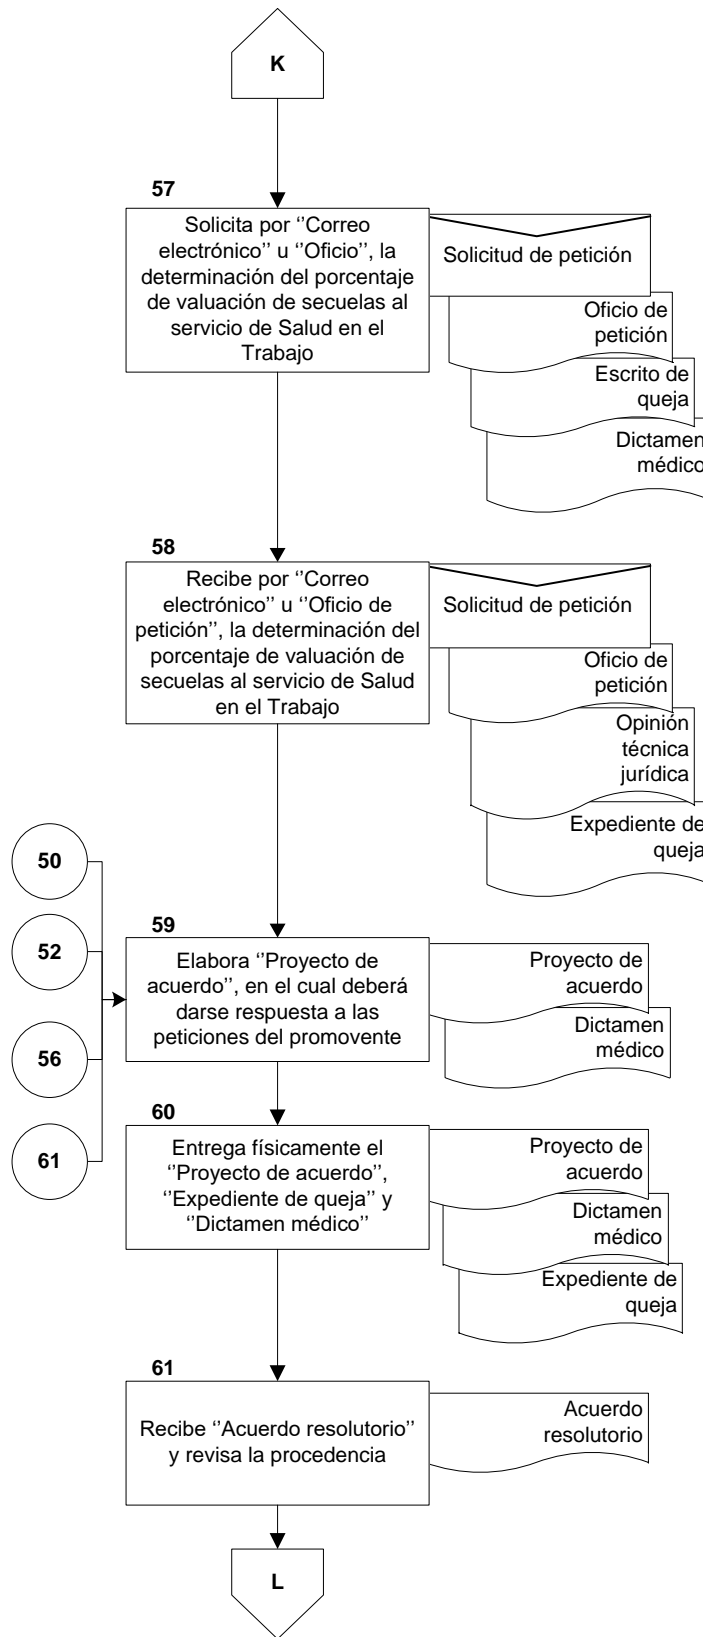 K
57
Solicita por ‘‘Correo
electrónico’’ u ‘‘Oficio’’, la
determinación del porcentaje
de valuación de secuelas al
servicio de Salud en el
Trabajo
Solicitud de petición
Oficio de
petición
Escrito de
queja
Dictamen
médico
58
Recibe por ‘‘Correo
electrónico’’ u ‘‘Oficio de
petición’’, la determinación del
porcentaje de valuación de
secuelas al servicio de Salud
en el Trabajo
Solicitud de petición
Oficio de
petición
Opinión
técnica
jurídica
Expediente de
queja
50
52
56
61
59
Elabora ‘‘Proyecto de
acuerdo’’, en el cual deberá
darse respuesta a las
peticiones del promovente
Proyecto de
acuerdo
Dictamen
médico
60
Entrega físicamente el
‘‘Proyecto de acuerdo’’,
‘‘Expediente de queja’’ y
‘‘Dictamen médico’’
Proyecto de
acuerdo
Dictamen
médico
Expediente de
queja
61
Recibe ‘‘Acuerdo resolutorio’’
y revisa la procedencia
Acuerdo
resolutorio
L